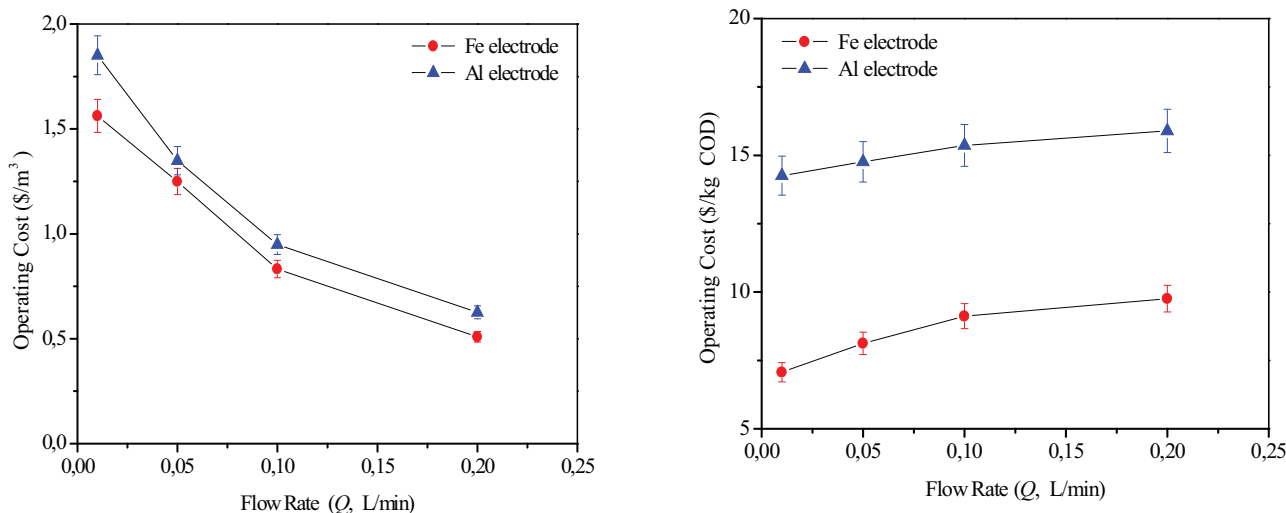 2,0
1,5
1,0
0,5
0,0
Operating Cost ($/m³)
Fe electrode
Al electrode
0,00 0,05 0,10 0,15 0,20 0,25
Flow Rate (Q, L/min)
20
15
10
5
Operating Cost ($/kg COD)
Fe electrode
Al electrode
0,00 0,05 0,10 0,15 0,20 0,25
Flow Rate (Q, L/min)